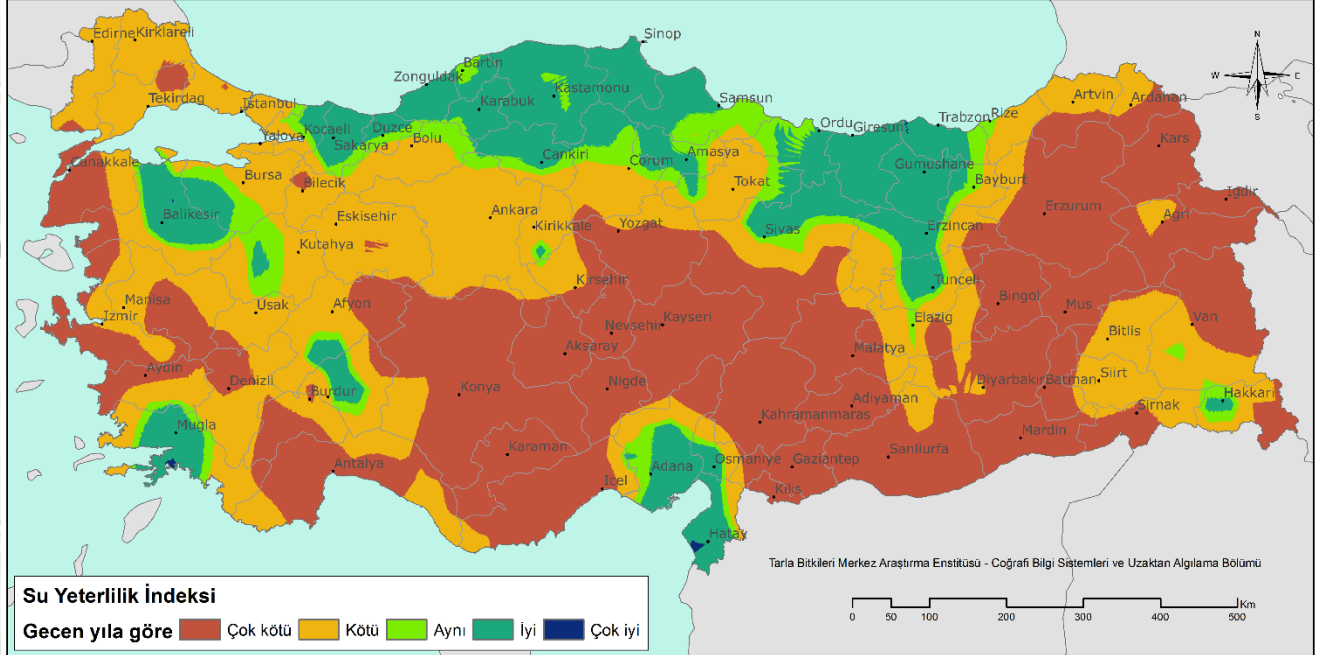 Edirne Kirklareli
Sinop
Bartin
Zonguldak
Kastamonu
Karabuk
Tekirdag
Istanbul
Samsun
Artvin
Ardahan
Ordu Giresun Trabzon Rize
Yalova Kocaeli Duzce
Sakarya Bolu
Kars
Canakkale
Cankiri
Corum
Amasya
Gumushane
Bursa
Bilecik
Tokat
Bayburt
Igdir
Balikesir
Eskisehir
Ankara
Kirikkale
Yozgat
Sivas
Erzincan
Erzurum
Agri
Kutahya
Kirsehir
Tunceli
Manisa
Izmir
Usak
Afyon
Nevsehir
Kayseri
Elazig
Bingol
Mus
Van
Bitlis
Aksaray
Malatya
Aydin
Denizli
Burdur
Konya
Nigde
Adiyaman
Diyarbakir Batman
Siirt
Hakkari
Sirnak
Mugla
Kahramanmaras
Mardin
Antalya
Karaman
Adana
Osmaniye
Gaziantep
Sanliurfa
Icel
Kilis
Hatay
N
W E
S
Tarla Bitkileri Merkez Araştırma Enstitüsü - Coğrafi Bilgi Sistemleri ve Uzaktan Algılama Bölümü
Km
0 50 100 200 300 400 500
Su Yeterlilik İndeksi
Gecen yıla göre Çok kötü Kötü Aynı İyi Çok iyi